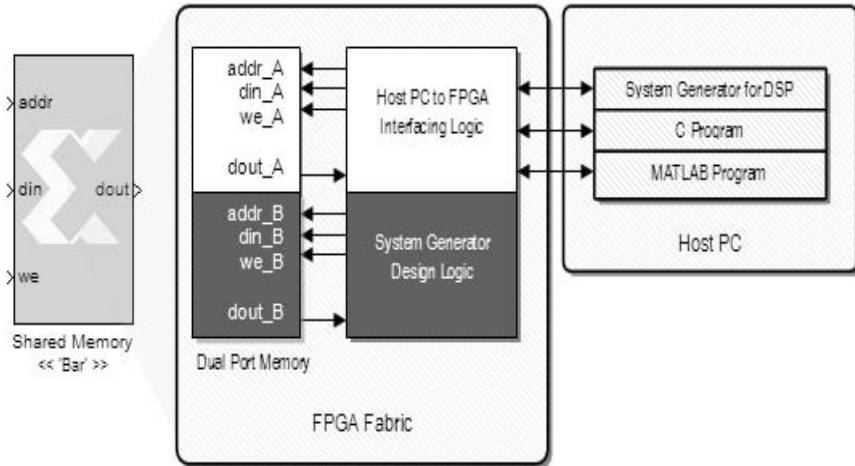 addr
din
dout
we
Shared Memory
<< 'Bar' >>
addr_A
din_A
we_A
dout_A
addr_B
din_B
we_B
dout_B
Dual Port Memory
Host PC to FPGA
Interfacing Logic
System Generator
Design Logic
FPGA Fabric
System Generator for DSP
C Program
MATLAB Program
Host PC